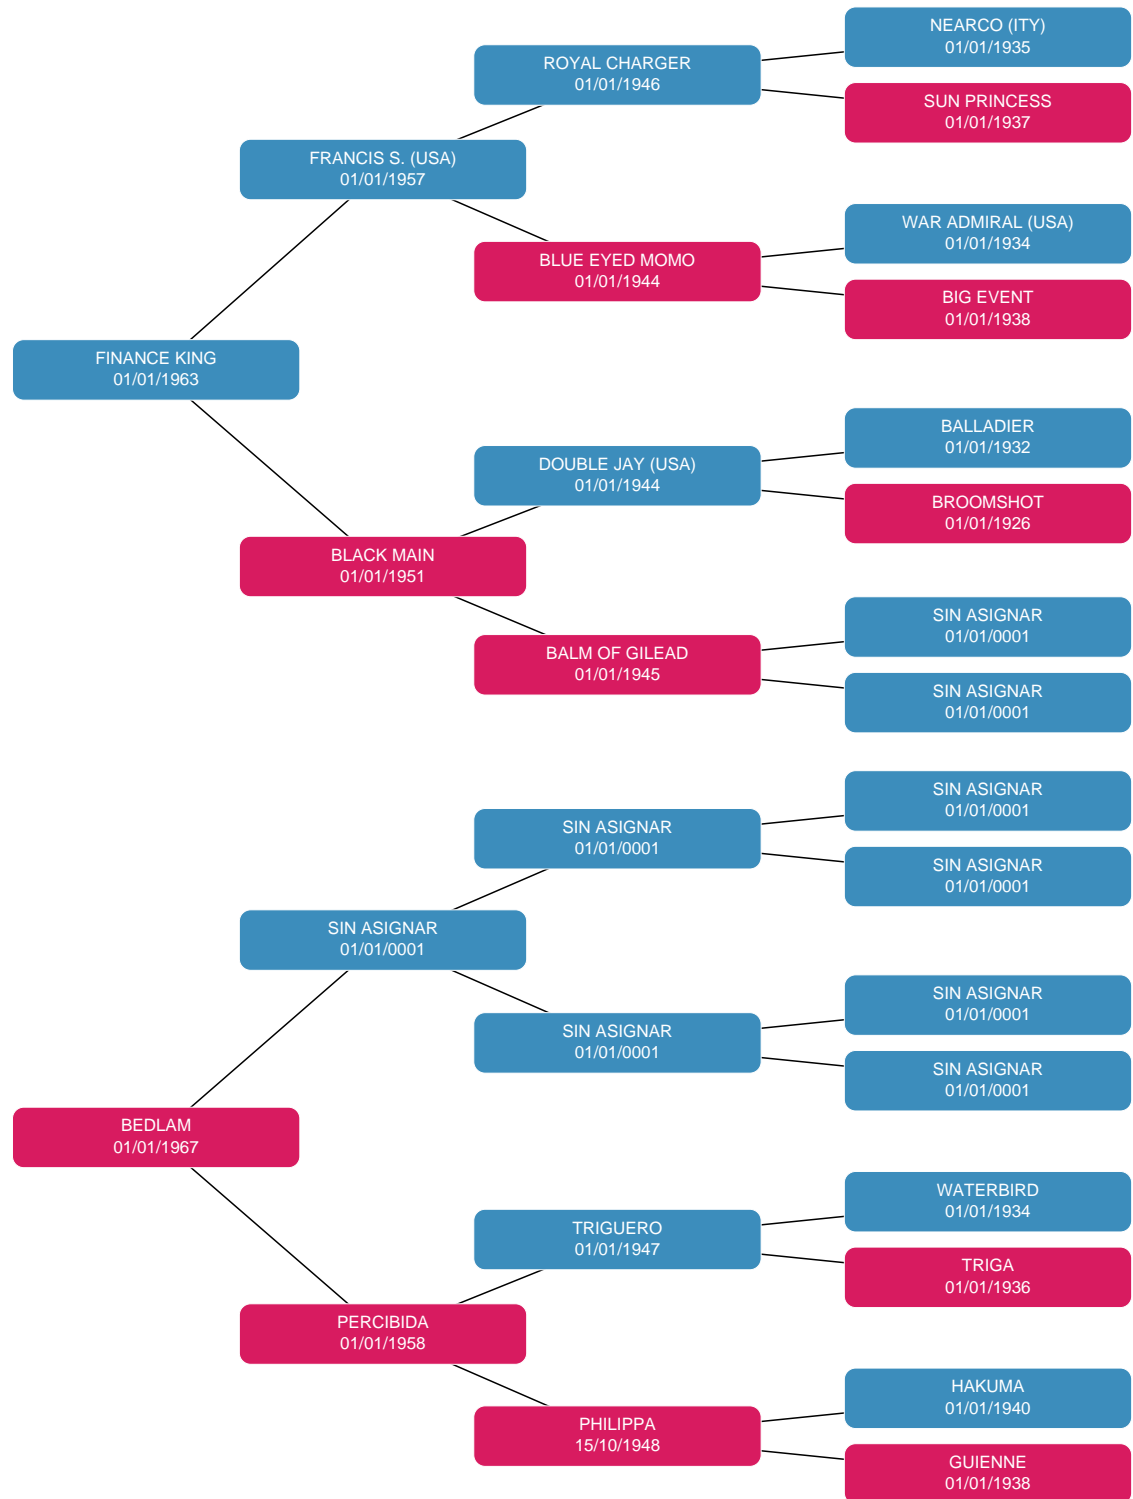 NEARCO (ITY)
01/01/1935
ROYAL CHARGER
01/01/1946
SUN PRINCESS
01/01/1937
FRANCIS S. (USA)
01/01/1957
WAR ADMIRAL (USA)
01/01/1934
BLUE EYED MOMO
01/01/1944
BIG EVENT
01/01/1938
FINANCE KING
01/01/1963
BALLADIER
01/01/1932
DOUBLE JAY (USA)
01/01/1944
BROOMSHOT
01/01/1926
BLACK MAIN
01/01/1951
SIN ASIGNAR
01/01/0001
BALM OF GILEAD
01/01/1945
SIN ASIGNAR
01/01/0001
SIN ASIGNAR
01/01/0001
SIN ASIGNAR
01/01/0001
SIN ASIGNAR
01/01/0001
SIN ASIGNAR
01/01/0001
SIN ASIGNAR
01/01/0001
SIN ASIGNAR
01/01/0001
SIN ASIGNAR
01/01/0001
BEDLAM
01/01/1967
WATERBIRD
01/01/1934
TRIGUERO
01/01/1947
TRIGA
01/01/1936
PERCIBIDA
01/01/1958
HAKUMA
01/01/1940
PHILIPPA
15/10/1948
GUIENNE
01/01/1938